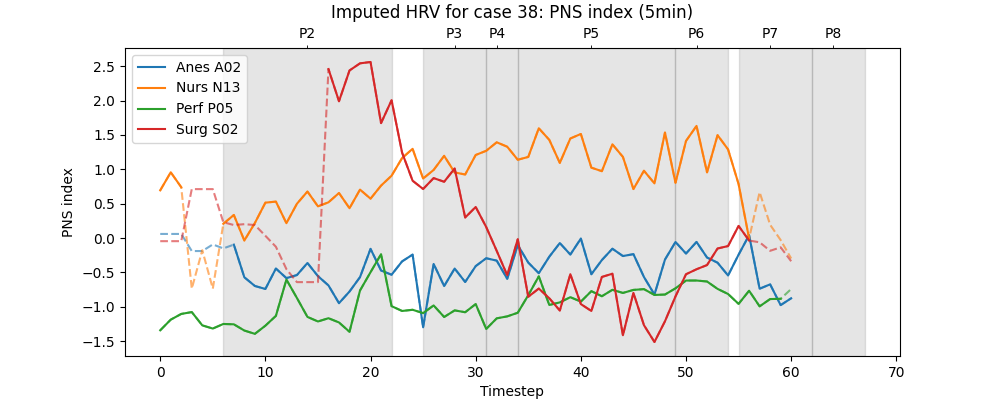 Imputed HRV for case 38: PNS index (5min)
P2 P3 P4 P5 P6 P7 P8
Anes A02
Nurs N13
Perf P05
Surg S02
PNS index
2.5
2.0
1.5
1.0
0.5
0.0
−0.5
−1.0
−1.5
0 10 20 30 40 50 60 70
Timestep